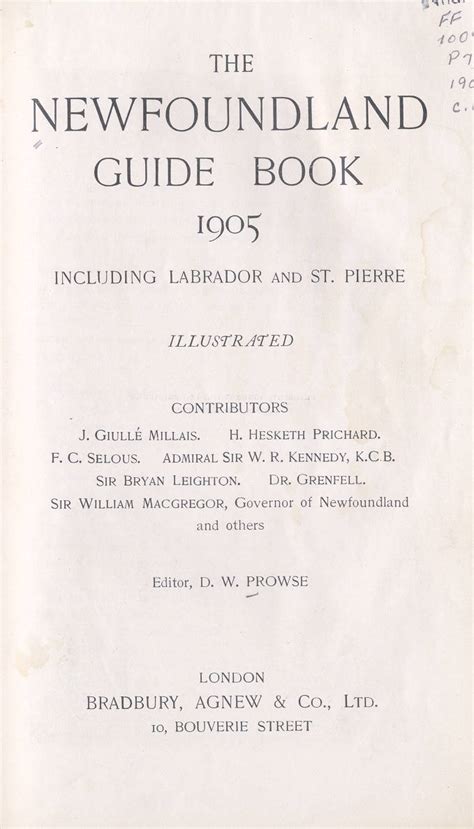 FF
THE
NEWFOUNDLAND
GUIDE BOOK
1905
INCLUDING LABRADOR AND ST. PIERRE
ILLUSTRATED
CONTRIBUTORS
J. GIULLÉ MILLAIS. H. HESKETH PRICHARD.
F. C. SELOUS. ADMIRAL SIR W. R. KENNEDY, K.C.B.
SIR BRYAN LEIGHTON. DR. GRENFELL.
SIR WILLIAM MACGREGOR, Governor of Newfoundland
and others
Editor, D. W. PROWSE
LONDON
BRADBURY, AGNEW & CO., LTD.
10, BOUVERIE STREET